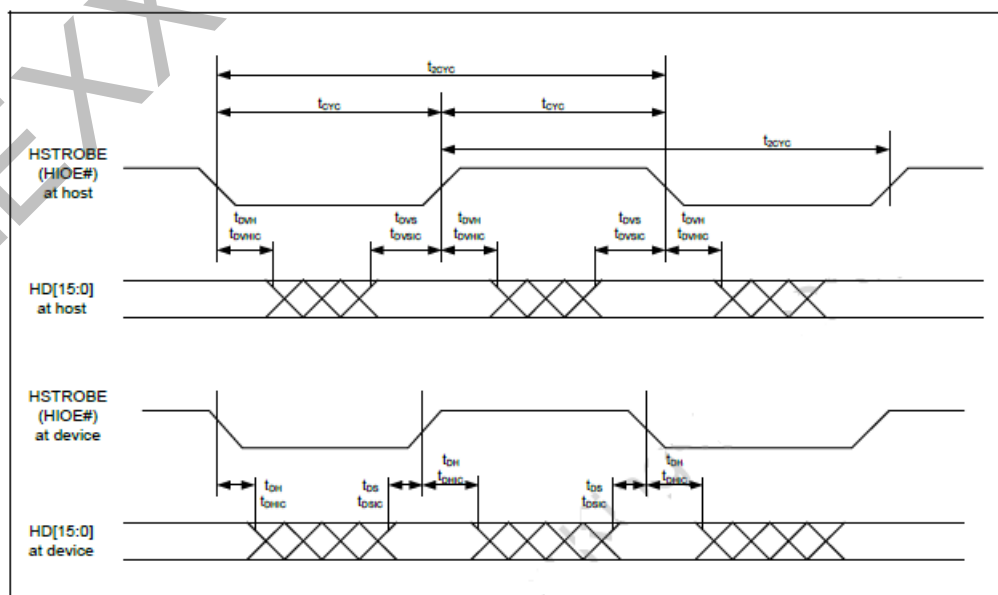 t2CYC
tCYC
tCYC
t2CYC
HSTROBE
(HIOE#)
at host
tDVH
tDVHIC
tDVS
tDVSIC
tDVH
tDVHIC
tDVS
tDVSIC
tDVH
tDVHIC
HD[15:0]
at host
HSTROBE
(HIOE#)
at device
tDH
tDHIC
tDS
tDSIC
tDH
tDHIC
tDS
tDSIC
tDH
tDHIC
HD[15:0]
at device